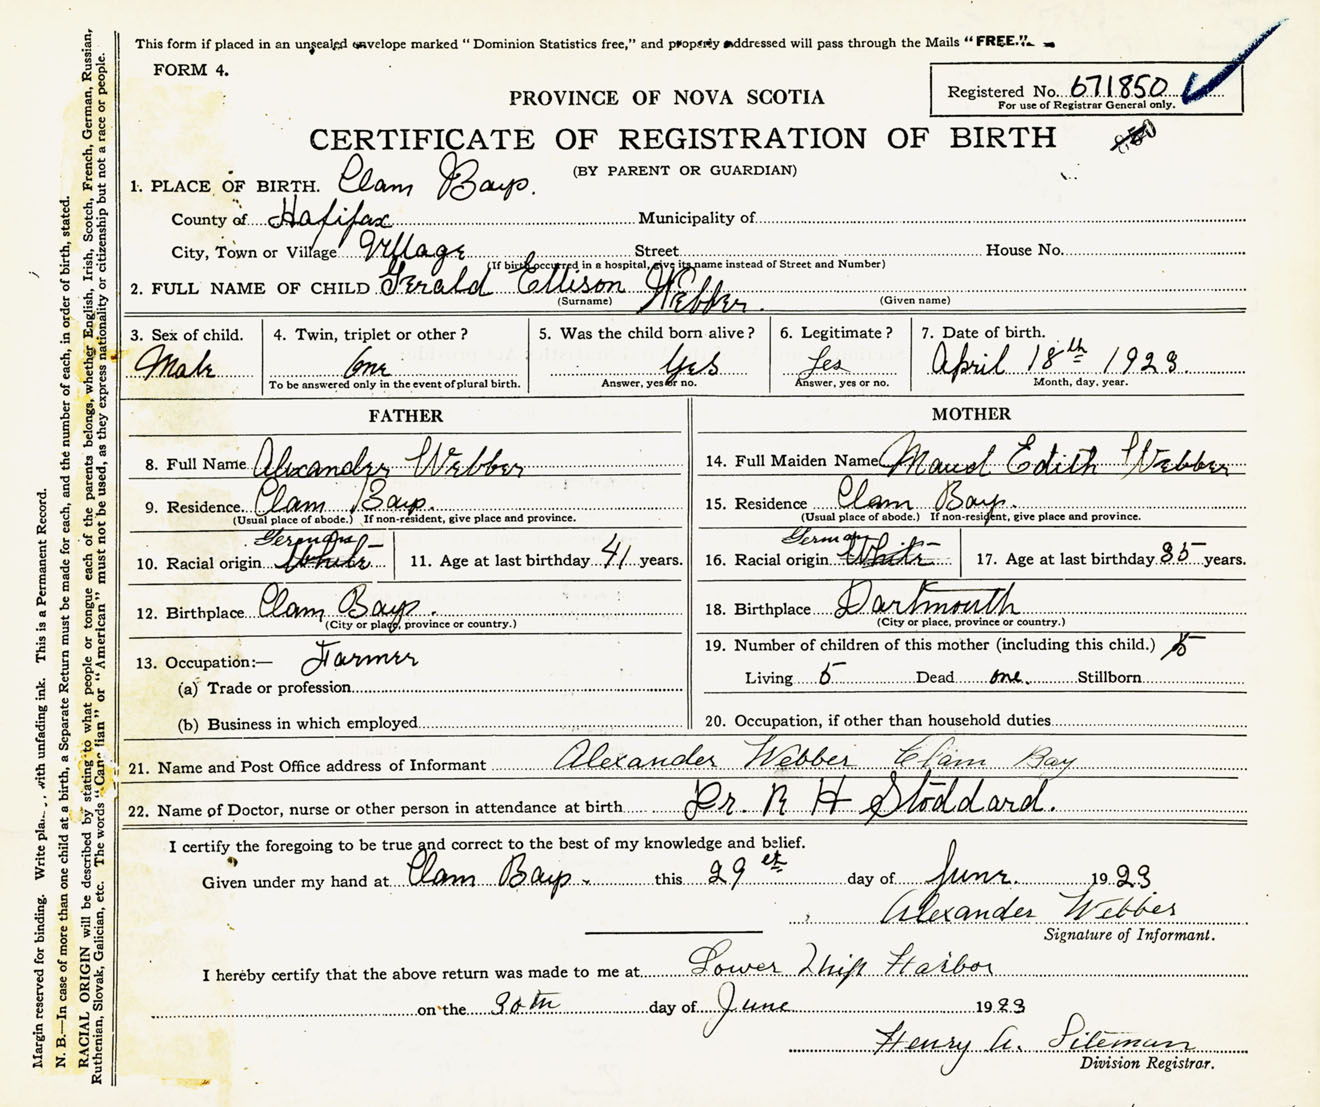 This form if placed in an unsealed envelope marked "Dominion Statistics free," and properly addressed will pass through the Mails "FREE."
FORM 4.
Registered No. 671850
For use of Registrar General only.
PROVINCE OF NOVA SCOTIA
CERTIFICATE OF REGISTRATION OF BIRTH
(BY PARENT OR GUARDIAN)
1. PLACE OF BIRTH. Clam Bay.
County of Halifax Municipality of
City, Town or Village Village Street House No.
(If birth occurred in a hospital, give its name instead of Street and Number)
2. FULL NAME OF CHILD Gerald Ellison Webber.
(Surname) (Given name)
3. Sex of child. 4. Twin, triplet or other? 5. Was the child born alive? 6. Legitimate? 7. Date of birth.
Male One Yes Yes April 18th 1923.
To be answered only in the event of plural birth. Answer, yes or no. Answer, yes or no. Month, day, year.
FATHER MOTHER
8. Full Name Alexander Webber 14. Full Maiden Name Maud Edith Webber
9. Residence Clam Bay. 15. Residence Clam Bay.
(Usual place of abode.) If non-resident, give place and province. (Usual place of abode.) If non-resident, give place and province.
German German
10. Racial origin White 11. Age at last birthday 41 years. 16. Racial origin White 17. Age at last birthday 35 years.
12. Birthplace Clam Bay. 18. Birthplace Dartmouth
(City or place, province or country.) (City or place, province or country.)
13. Occupation:— Farmer 19. Number of children of this mother (including this child.)
(a) Trade or profession Living 5 Dead one. Stillborn
(b) Business in which employed 20. Occupation, if other than household duties
21. Name and Post Office address of Informant Alexander Webber Clam Bay
22. Name of Doctor, nurse or other person in attendance at birth Dr. R H Stoddard.
I certify the foregoing to be true and correct to the best of my knowledge and belief.
Given under my hand at Clam Bay. this 29 day of June. 1923
Alexander Webber
Signature of Informant.
I hereby certify that the above return was made to me at Lower Ship Harbor
on the 30th day of June 1923
Henry A. Siteman
Division Registrar.
Margin reserved for binding. Write with unfading ink. This is a Permanent Record.
N. B.—In case of more than one child at a birth, a Separate Return must be made for each, and the number of each, in order of birth, stated.
RACIAL ORIGIN will be described by stating to what people or tongue each of the parents belongs, whether English, Irish, Scotch, French, German, Russian,
Ruthenian, Slovak, Galician, etc. The words "Canadian" or "American" must not be used, as they express nationality or citizenship but not a race or people.